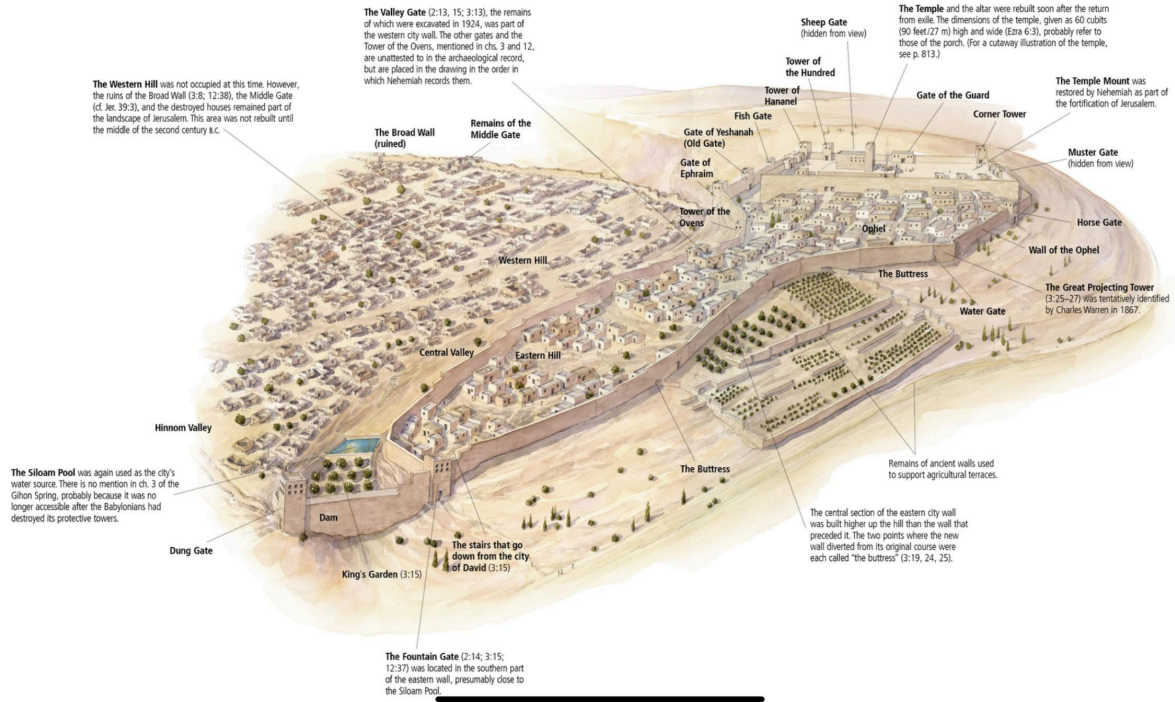 The Valley Gate (2:13, 15; 3:13), the remains
of which were excavated in 1924, was part of
the western city wall. The other gates and the
Tower of the Ovens, mentioned in chs. 3 and 12,
are unattested to in the archaeological record,
but are placed in the drawing in the order in
which Nehemiah records them.
Sheep Gate
(hidden from view)
The Temple and the altar were rebuilt soon after the return
from exile. The dimensions of the temple, given as 60 cubits
(90 feet/27 m) high and wide (Ezra 6:3), probably refer to
those of the porch. (For a cutaway illustration of the temple,
see p. 813.)
The Western Hill was not occupied at this time. However,
the ruins of the Broad Wall (3:8; 12:38), the Middle Gate
(cf. Jer. 39:3), and the destroyed houses remained part of
the landscape of Jerusalem. This area was not rebuilt until
the middle of the second century B.C.
Tower of
the Hundred
Tower of
Hananel
Gate of the Guard
The Temple Mount was
restored by Nehemiah as part of
the fortification of Jerusalem.
Corner Tower
Fish Gate
The Broad Wall
(ruined)
Remains of the
Middle Gate
Gate of Yeshanah
(Old Gate)
Muster Gate
(hidden from view)
Gate of
Ephraim
Tower of the
Ovens
Ophel
Horse Gate
Wall of the Ophel
Western Hill
The Buttress
The Great Projecting Tower
(3:25–27) was tentatively identified
by Charles Warren in 1867.
Water Gate
Central Valley
Eastern Hill
Hinnom Valley
The Siloam Pool was again used as the city's
water source. There is no mention in ch. 3 of the
Gihon Spring, probably because it was no
longer accessible after the Babylonians had
destroyed its protective towers.
The Buttress
Remains of ancient walls used
to support agricultural terraces.
Dam
The central section of the eastern city wall
was built higher up the hill than the wall that
preceded it. The two points where the new
wall diverted from its original course were
each called "the buttress" (3:19, 24, 25).
Dung Gate
The stairs that go
down from the city
of David (3:15)
King's Garden (3:15)
The Fountain Gate (2:14; 3:15;
12:37) was located in the southern part
of the eastern wall, presumably close to
the Siloam Pool.